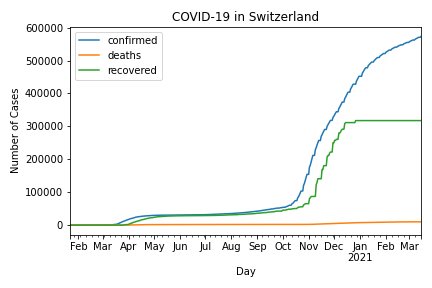 COVID-19 in Switzerland
confirmed
deaths
recovered
Number of Cases
600000
500000
400000
300000
200000
100000
0
Feb Mar Apr May Jun Jul Aug Sep Oct Nov Dec Jan Feb Mar
2021
Day